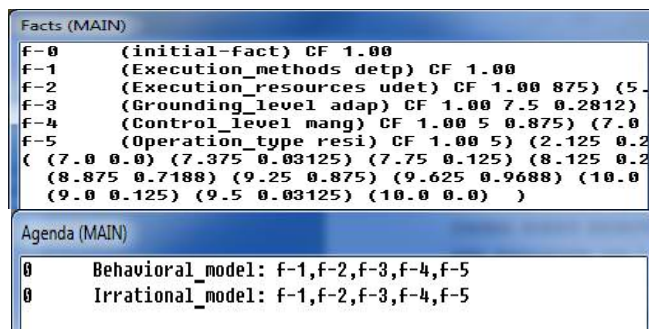 Facts (MAIN)
f-0 (initial-fact) CF 1.00
f-1 (Execution_methods detp) CF 1.00
f-2 (Execution_resources udet) CF 1.00 875) (5.
f-3 (Grounding_level adap) CF 1.00 7.5 0.2812)
f-4 (Control_level mang) CF 1.00 5 0.875) (7.0
f-5 (Operation_type resi) CF 1.00 5) (2.125 0.2
( (7.0 0.0) (7.375 0.03125) (7.75 0.125) (8.125 0.2
(8.875 0.7188) (9.25 0.875) (9.625 0.9688) (10.0
(9.0 0.125) (9.5 0.03125) (10.0 0.0) )
Agenda (MAIN)
0 Behavioral_model: f-1,f-2,f-3,f-4,f-5
0 Irrational_model: f-1,f-2,f-3,f-4,f-5